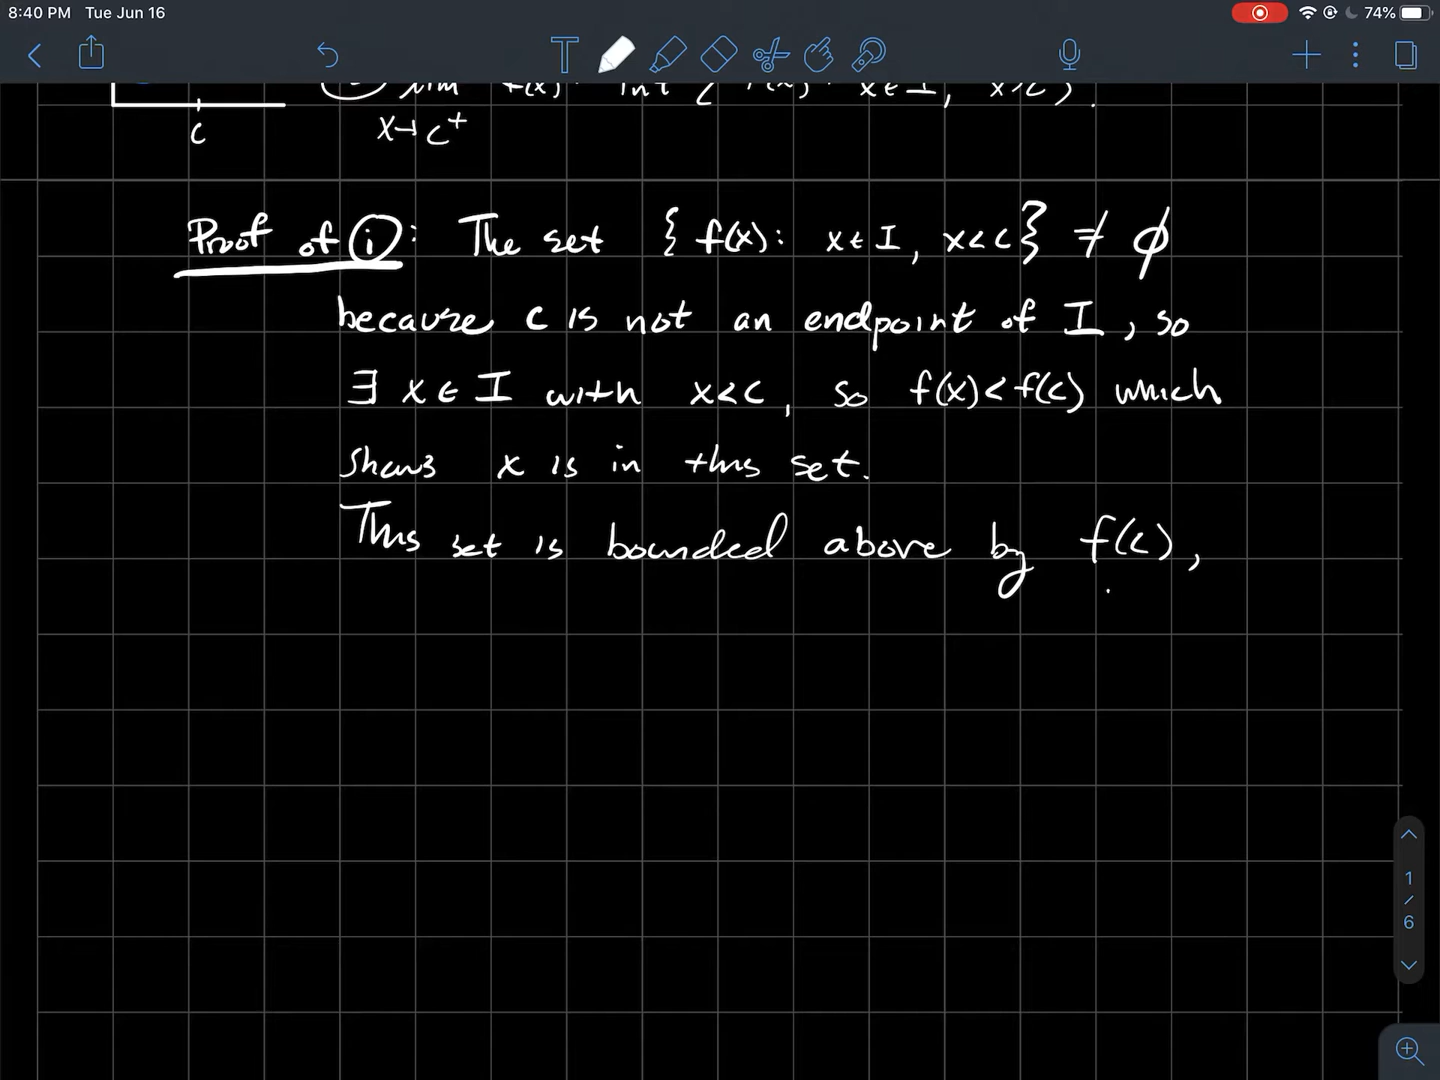 8:40 PM Tue Jun 16 74%
C
x→c⁺
Proof of (i): The set { f(x): x ∈ I, x < c } ≠ ∅
because c is not an endpoint of I, so
∃ x ∈ I with x < c, so f(x) < f(c) which
shows x is in this set.
This set is bounded above by f(c),
1
/
6